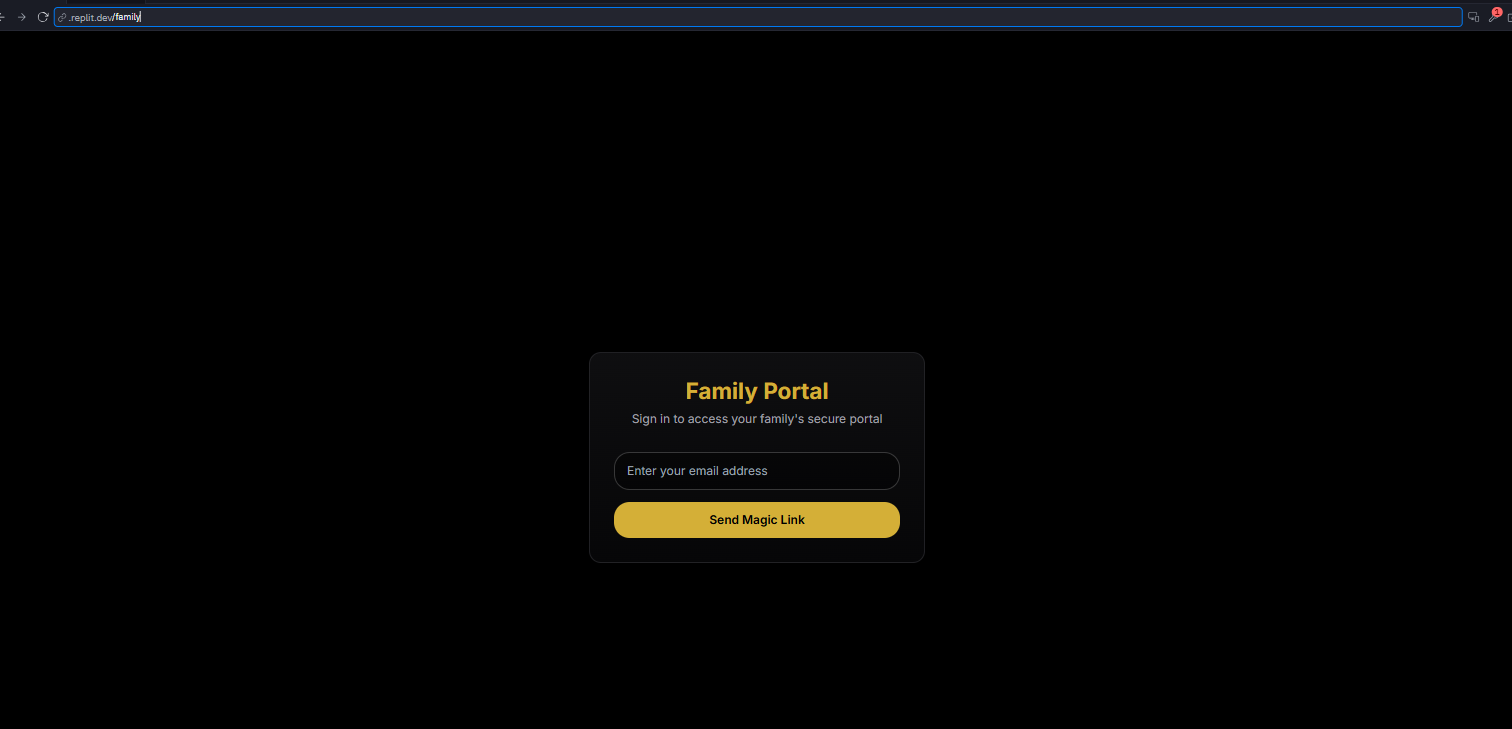 .replit.dev/family
1
Family Portal
Sign in to access your family's secure portal
Enter your email address
Send Magic Link